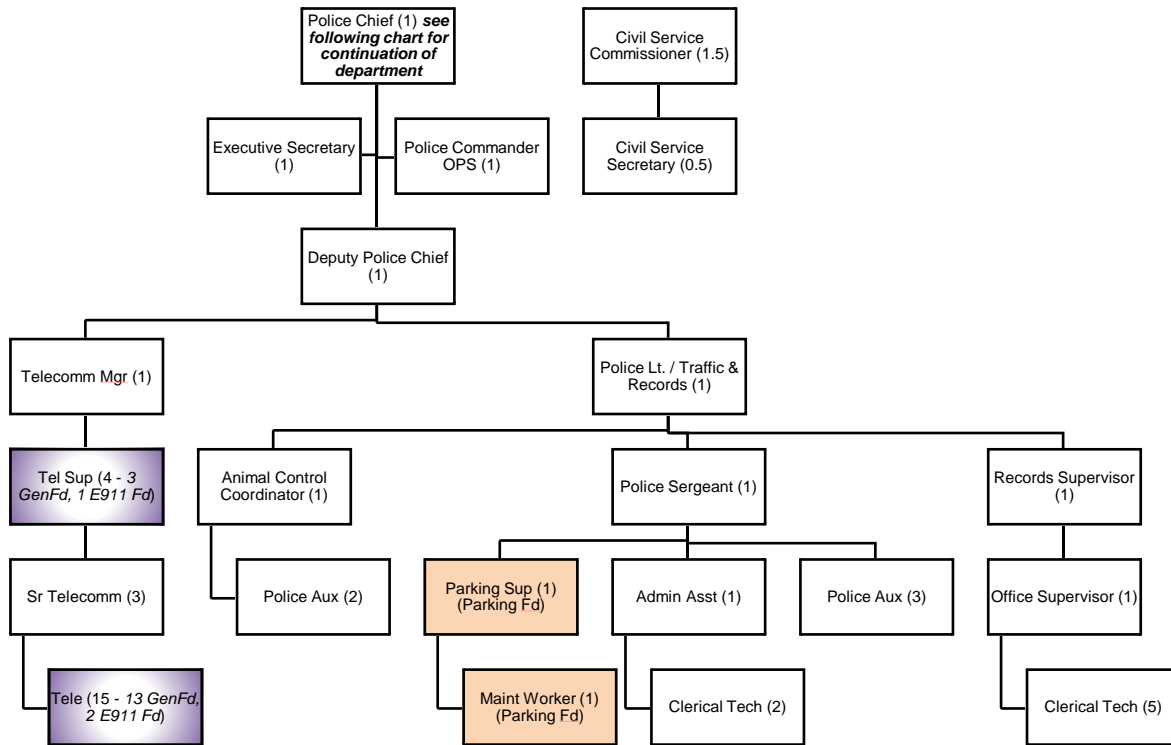 Police Chief (1) see
following chart for
continuation of
department
Civil Service
Commissioner (1.5)
Executive Secretary
(1)
Police Commander
OPS (1)
Civil Service
Secretary (0.5)
Deputy Police Chief
(1)
Telecomm Mgr (1)
Police Lt. / Traffic &
Records (1)
Tel Sup (4 - 3
GenFd, 1 E911 Fd)
Animal Control
Coordinator (1)
Police Sergeant (1)
Records Supervisor
(1)
Sr Telecomm (3)
Police Aux (2)
Parking Sup (1)
(Parking Fd)
Admin Asst (1)
Police Aux (3)
Office Supervisor (1)
Tele (15 - 13 GenFd,
2 E911 Fd)
Maint Worker (1)
(Parking Fd)
Clerical Tech (2)
Clerical Tech (5)